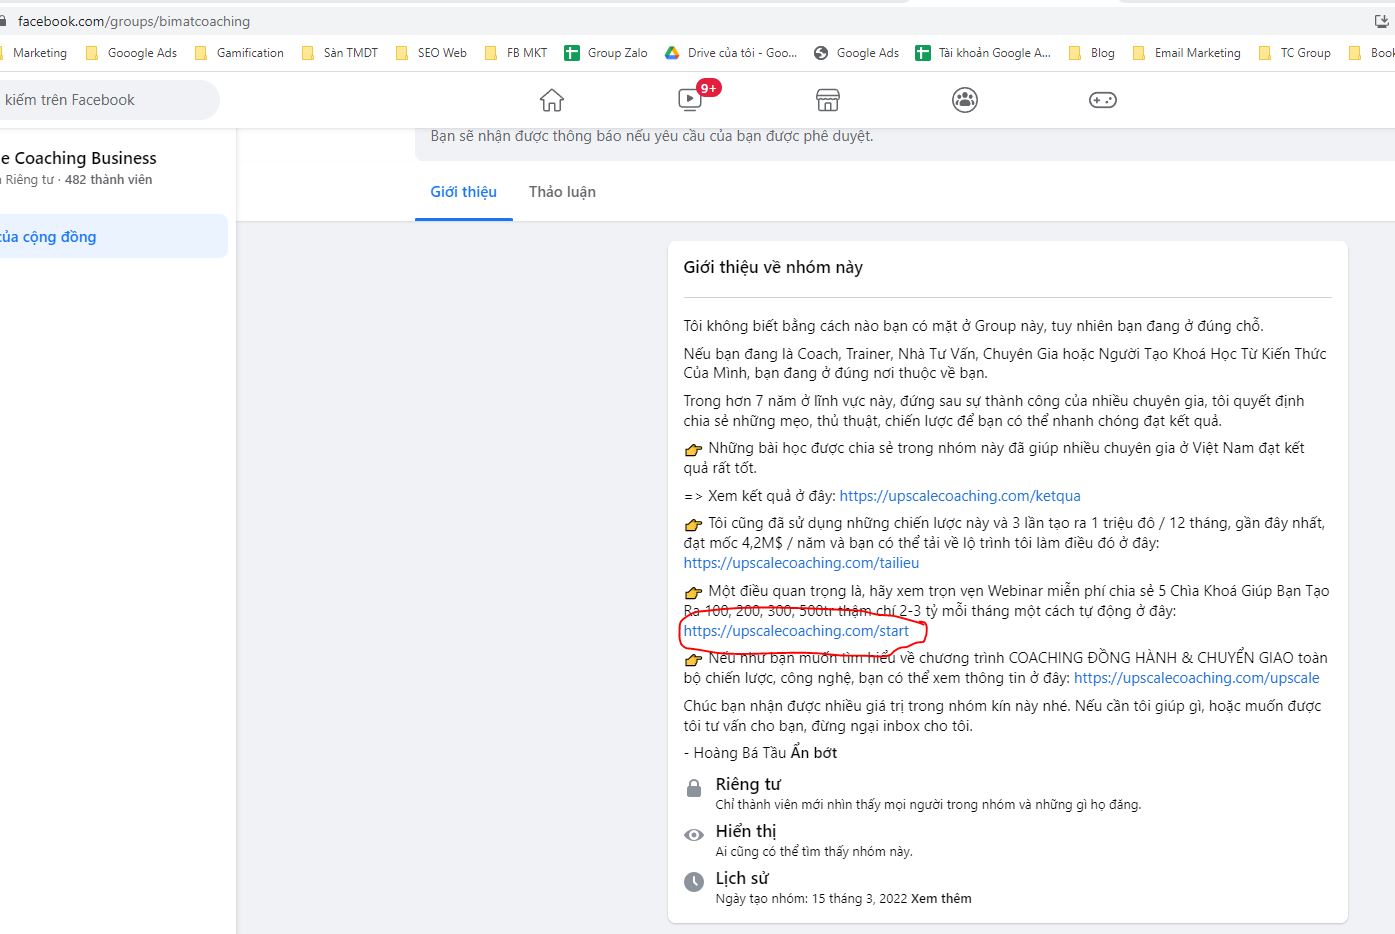 facebook.com/groups/bimatcoaching
Marketing Gooogle Ads Gamification Sàn TMDT SEO Web FB MKT Group Zalo Drive của tôi - Goo... Google Ads Tài khoản Google A... Blog Email Marketing TC Group Book
kiếm trên Facebook
9+
Bạn sẽ nhận được thông báo nếu yêu cầu của bạn được phê duyệt.
e Coaching Business
Riêng tư · 482 thành viên
của cộng đồng
Giới thiệu Thảo luận
Giới thiệu về nhóm này
Tôi không biết bằng cách nào bạn có mặt ở Group này, tuy nhiên bạn đang ở đúng chỗ.
Nếu bạn đang là Coach, Trainer, Nhà Tư Vấn, Chuyên Gia hoặc Người Tạo Khoá Học Từ Kiến Thức
Của Mình, bạn đang ở đúng nơi thuộc về bạn.
Trong hơn 7 năm ở lĩnh vực này, đứng sau sự thành công của nhiều chuyên gia, tôi quyết định
chia sẻ những mẹo, thủ thuật, chiến lược để bạn có thể nhanh chóng đạt kết quả.
👉 Những bài học được chia sẻ trong nhóm này đã giúp nhiều chuyên gia ở Việt Nam đạt kết
quả rất tốt.
=> Xem kết quả ở đây: https://upscalecoaching.com/ketqua
👉 Tôi cũng đã sử dụng những chiến lược này và 3 lần tạo ra 1 triệu đô / 12 tháng, gần đây nhất,
đạt mốc 4,2M$ / năm và bạn có thể tải về lộ trình tôi làm điều đó ở đây:
https://upscalecoaching.com/tailieu
👉 Một điều quan trọng là, hãy xem trọn vẹn Webinar miễn phí chia sẻ 5 Chìa Khoá Giúp Bạn Tạo
Ra 100, 200, 300, 500tr thậm chí 2-3 tỷ mỗi tháng một cách tự động ở đây:
https://upscalecoaching.com/start
👉 Nếu như bạn muốn tìm hiểu về chương trình COACHING ĐỒNG HÀNH & CHUYỂN GIAO toàn
bộ chiến lược, công nghệ, bạn có thể xem thông tin ở đây: https://upscalecoaching.com/upscale
Chúc bạn nhận được nhiều giá trị trong nhóm kín này nhé. Nếu cần tôi giúp gì, hoặc muốn được
tôi tư vấn cho bạn, đừng ngại inbox cho tôi.
- Hoàng Bá Tầu Ẩn bớt
Riêng tư
Chỉ thành viên mới nhìn thấy mọi người trong nhóm và những gì họ đăng.
Hiển thị
Ai cũng có thể tìm thấy nhóm này.
Lịch sử
Ngày tạo nhóm: 15 tháng 3, 2022 Xem thêm